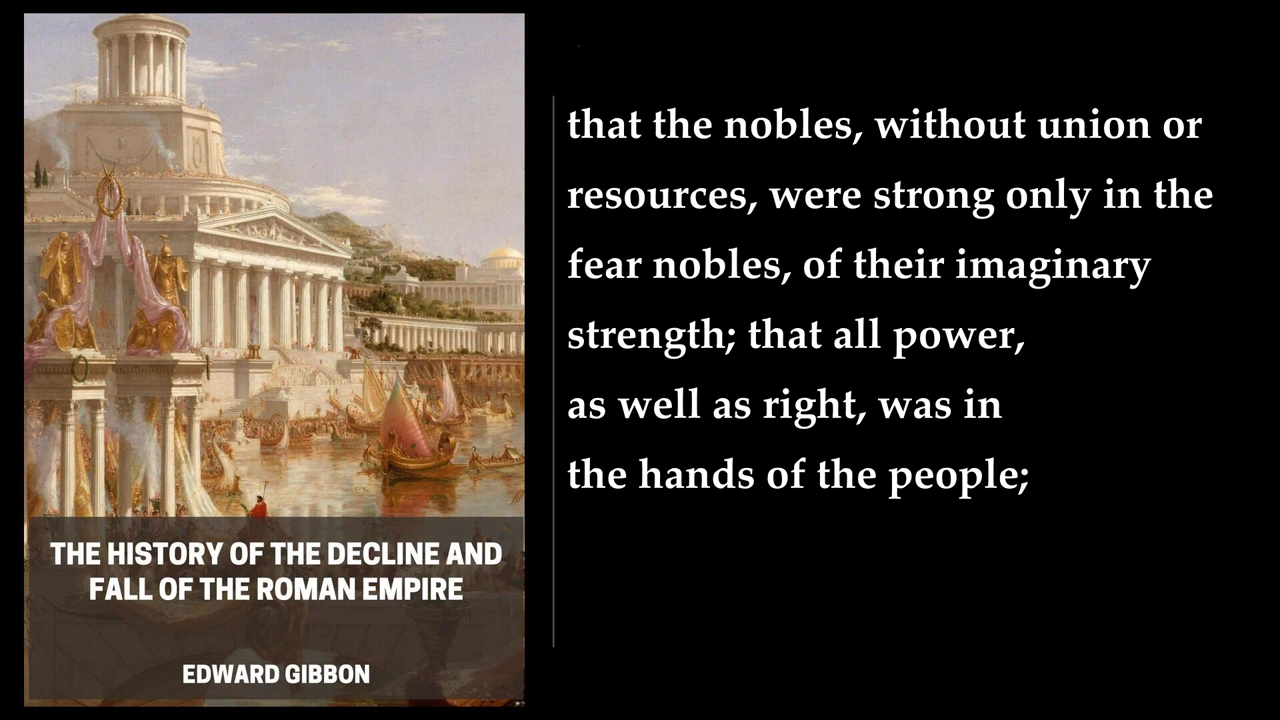 that the nobles, without union or
resources, were strong only in the
fear nobles, of their imaginary
strength; that all power,
as well as right, was in
the hands of the people;
THE HISTORY OF THE DECLINE AND
FALL OF THE ROMAN EMPIRE
EDWARD GIBBON